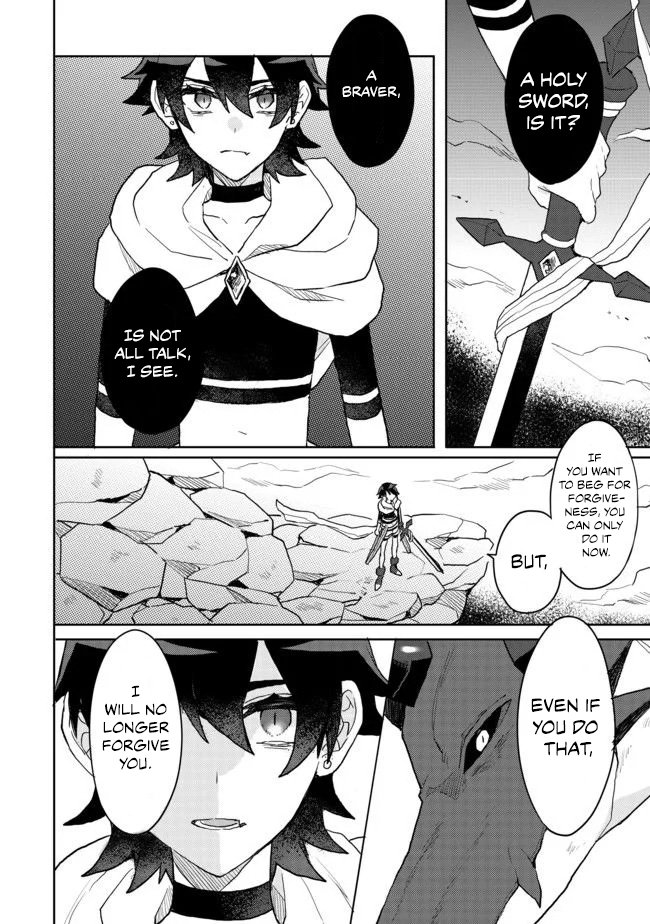 A HOLY
SWORD,
IS IT?
A
BRAVER,
IS NOT
ALL TALK,
I SEE.
IF
YOU WANT
TO BEG FOR
FORGIVE-
NESS, YOU
CAN ONLY
DO IT
NOW.
BUT,
EVEN IF
YOU DO
THAT,
I
WILL NO
LONGER
FORGIVE
YOU.